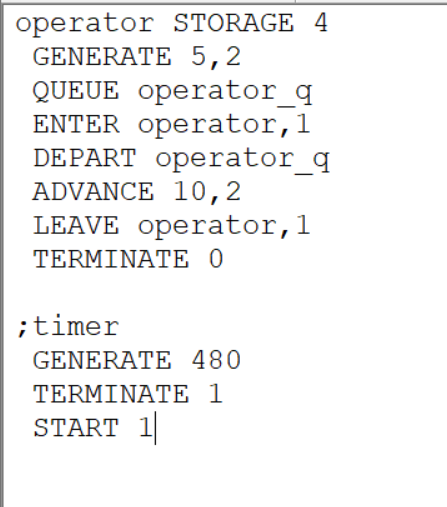 operator STORAGE 4
GENERATE 5,2
QUEUE operator_q
ENTER operator,1
DEPART operator_q
ADVANCE 10,2
LEAVE operator,1
TERMINATE 0
;timer
GENERATE 480
TERMINATE 1
START 1